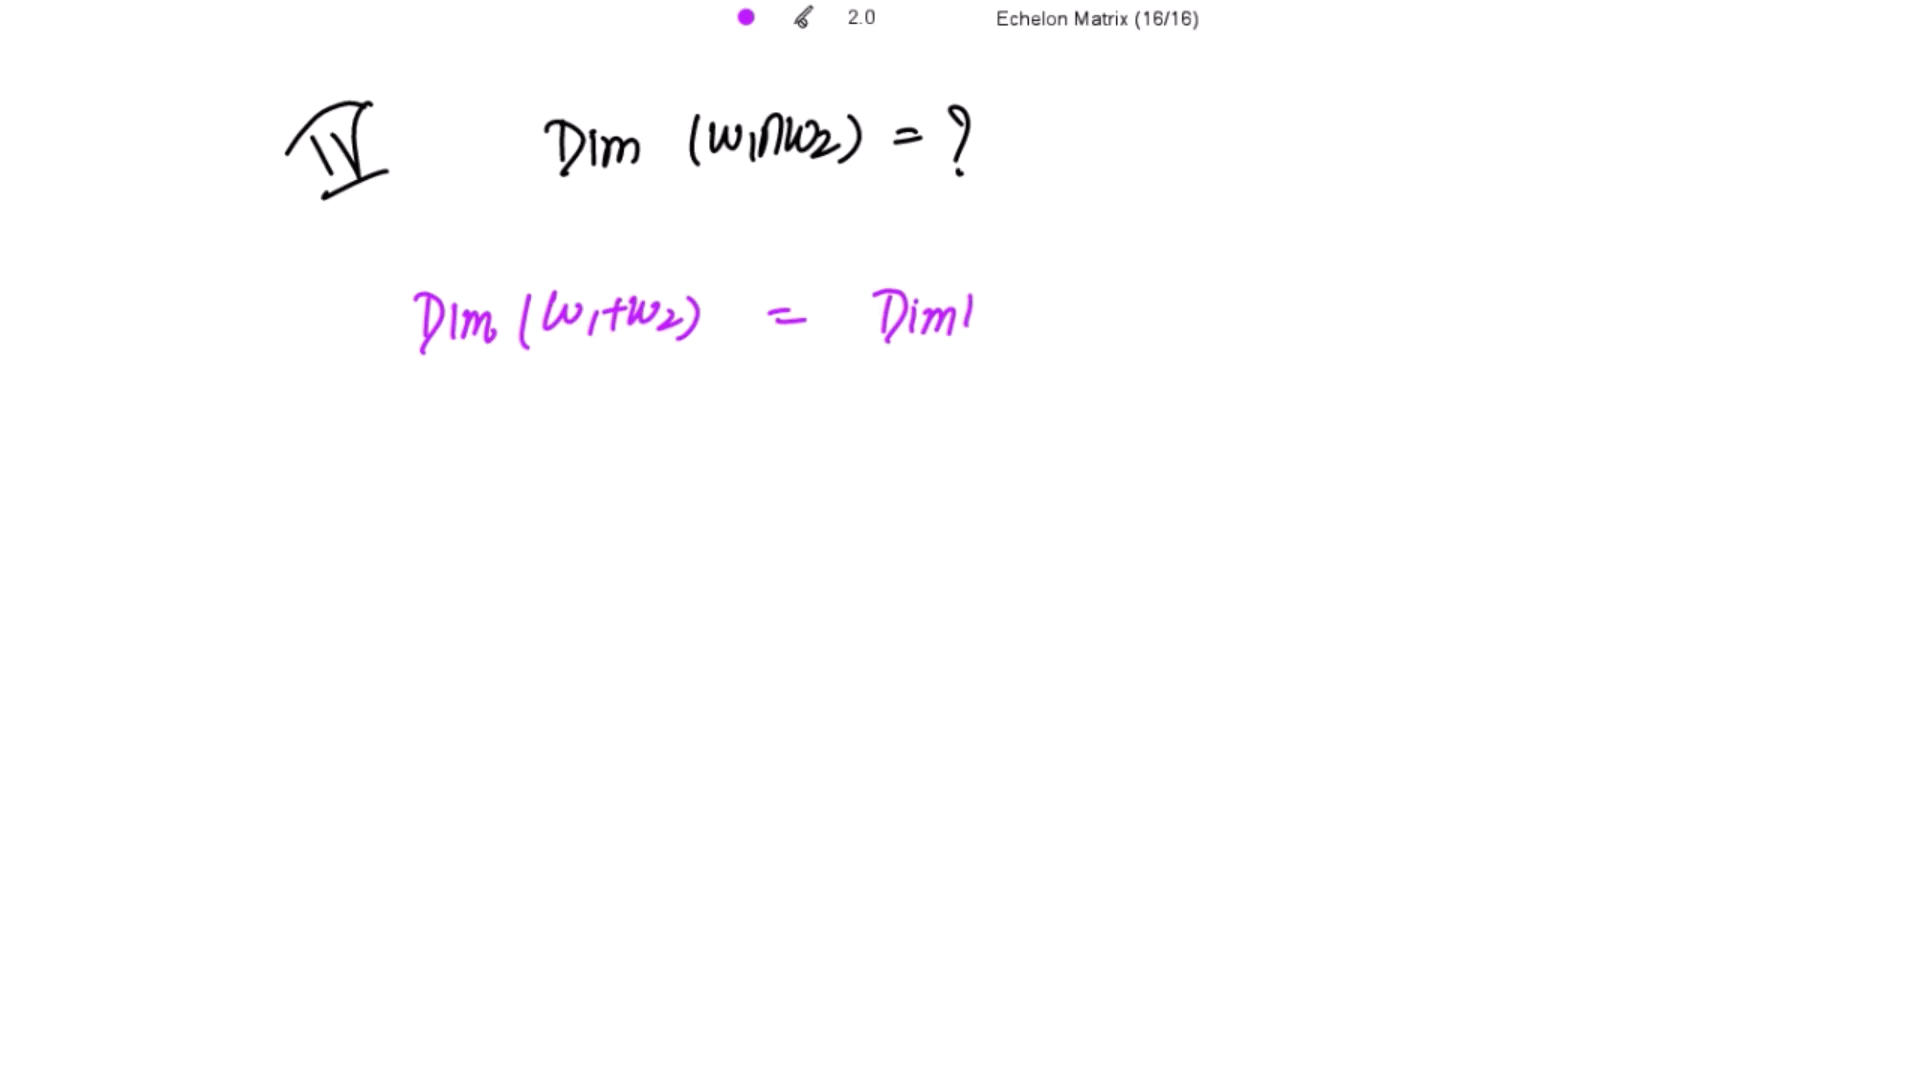 2.0 Echelon Matrix (16/16)
IV Dim (W1∩W2) = ?
Dim (W1+W2) = Dim(